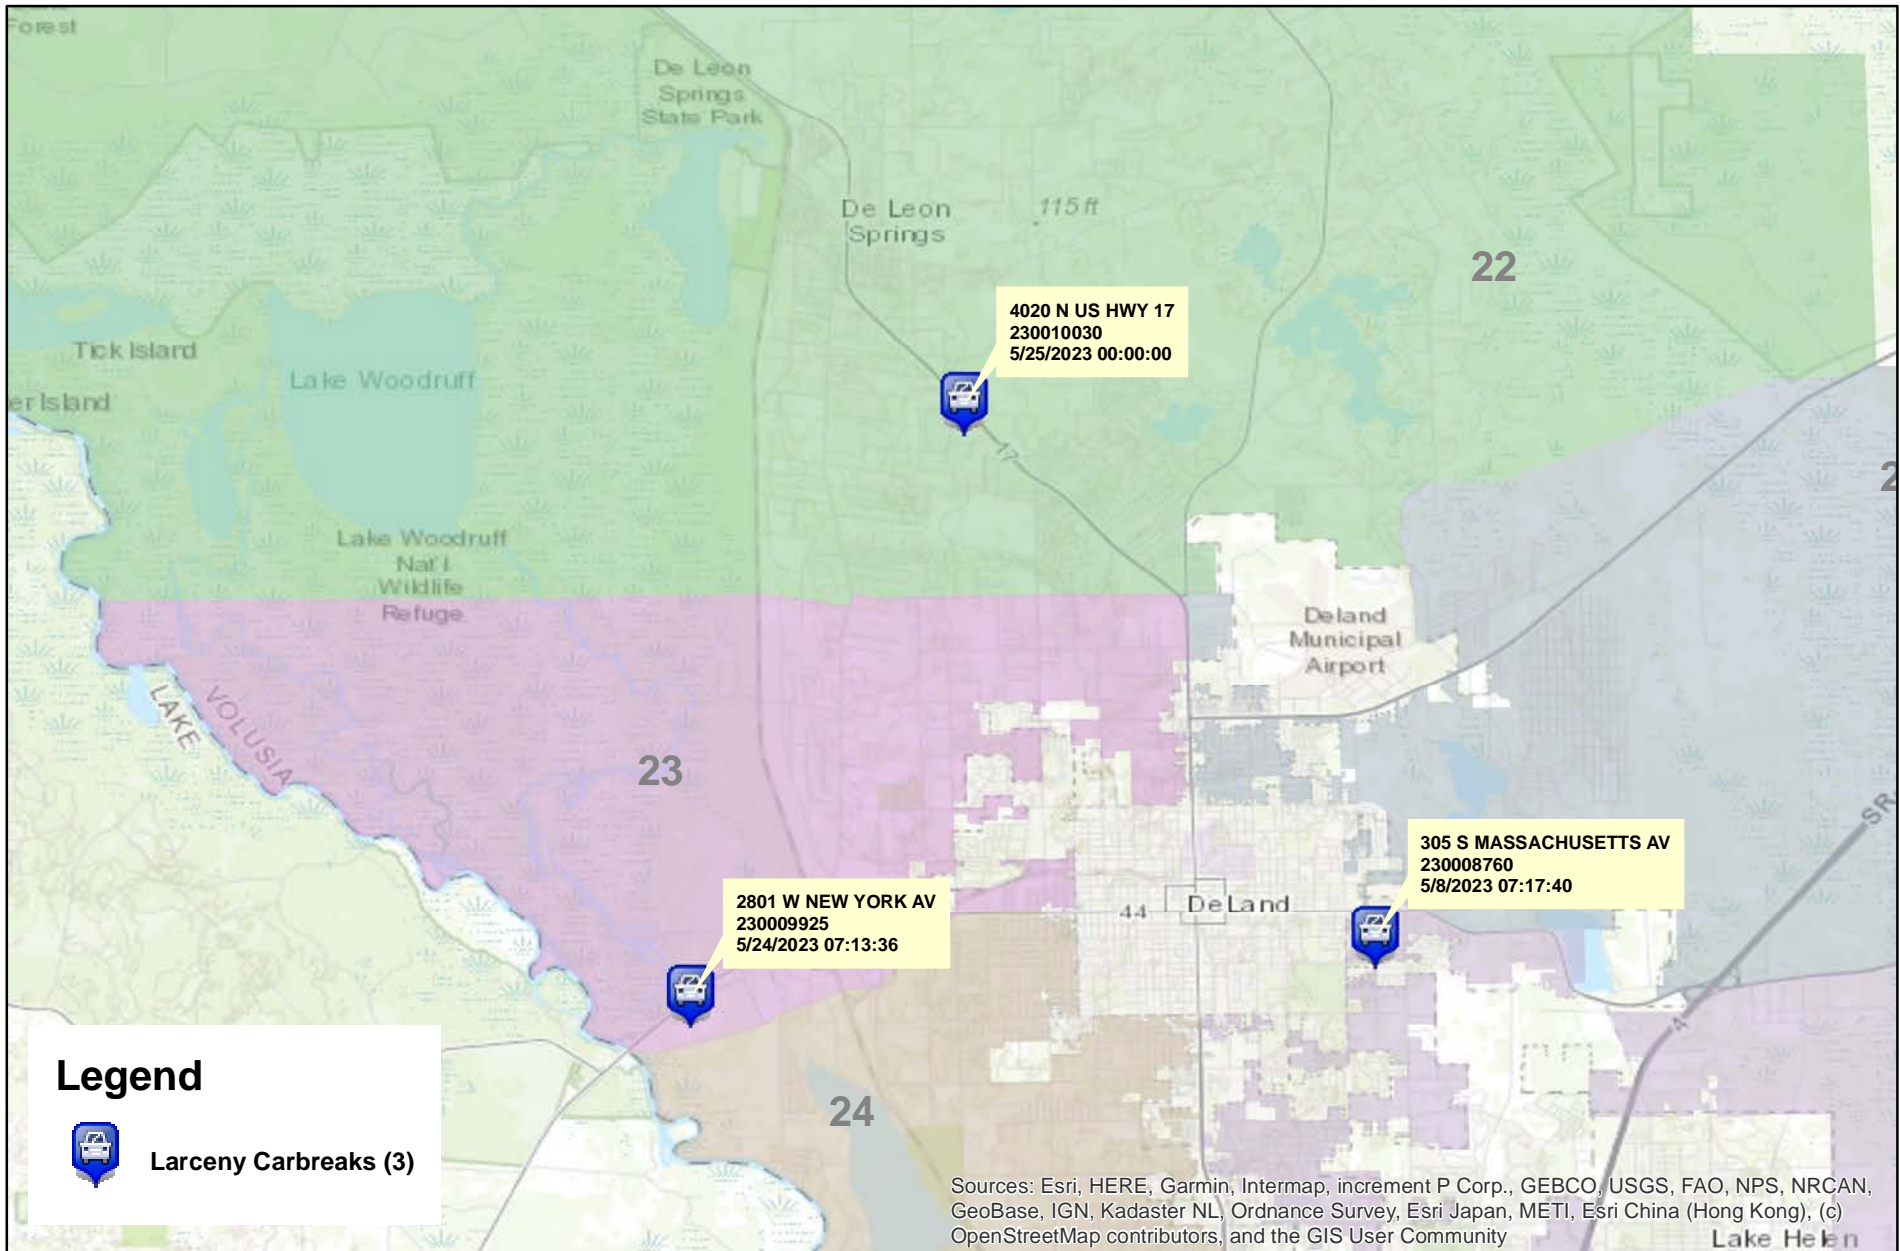 Forest
De Leon
Springs
State Park
De Leon
Springs
115 ft
22
4020 N US HWY 17
230010030
5/25/2023 00:00:00
Tick Island
Lake Woodruff
er Island
17
2
Lake Woodruff
Nat'l
Wildlife
Refuge
Deland
Municipal
Airport
LAKE
VOLUSIA
23
SR
305 S MASSACHUSETTS AV
230008760
5/8/2023 07:17:40
2801 W NEW YORK AV
230009925
5/24/2023 07:13:36
44
DeLand
4
24
Legend
Larceny Carbreaks (3)
Sources: Esri, HERE, Garmin, Intermap, increment P Corp., GEBCO, USGS, FAO, NPS, NRCAN,
GeoBase, IGN, Kadaster NL, Ordnance Survey, Esri Japan, METI, Esri China (Hong Kong), (c)
OpenStreetMap contributors, and the GIS User Community
Lake Helen